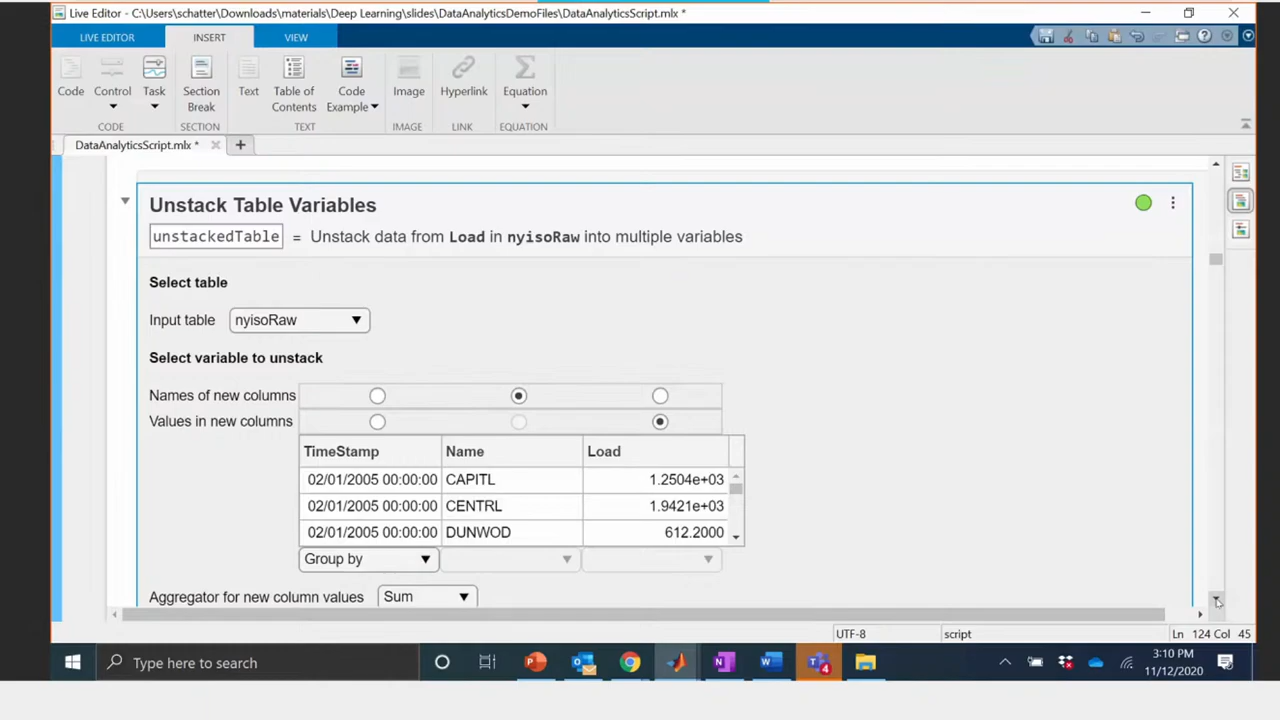 Live Editor - C:\Users\schatter\Downloads\materials\Deep Learning\slides\DataAnalyticsDemoFiles\DataAnalyticsScript.mlx *
LIVE EDITOR INSERT VIEW
Code Control Task Section Break Text Table of Contents Code Example Image Hyperlink Equation
CODE SECTION TEXT IMAGE LINK EQUATION
DataAnalyticsScript.mlx *
Unstack Table Variables
unstackedTable = Unstack data from Load in nyisoRaw into multiple variables
Select table
Input table nyisoRaw
Select variable to unstack
Names of new columns
Values in new columns
TimeStamp Name Load
02/01/2005 00:00:00 CAPITL 1.2504e+03
02/01/2005 00:00:00 CENTRL 1.9421e+03
02/01/2005 00:00:00 DUNWOD 612.2000
Group by
Aggregator for new column values Sum
UTF-8 script Ln 124 Col 45
Type here to search
4
3:10 PM
11/12/2020